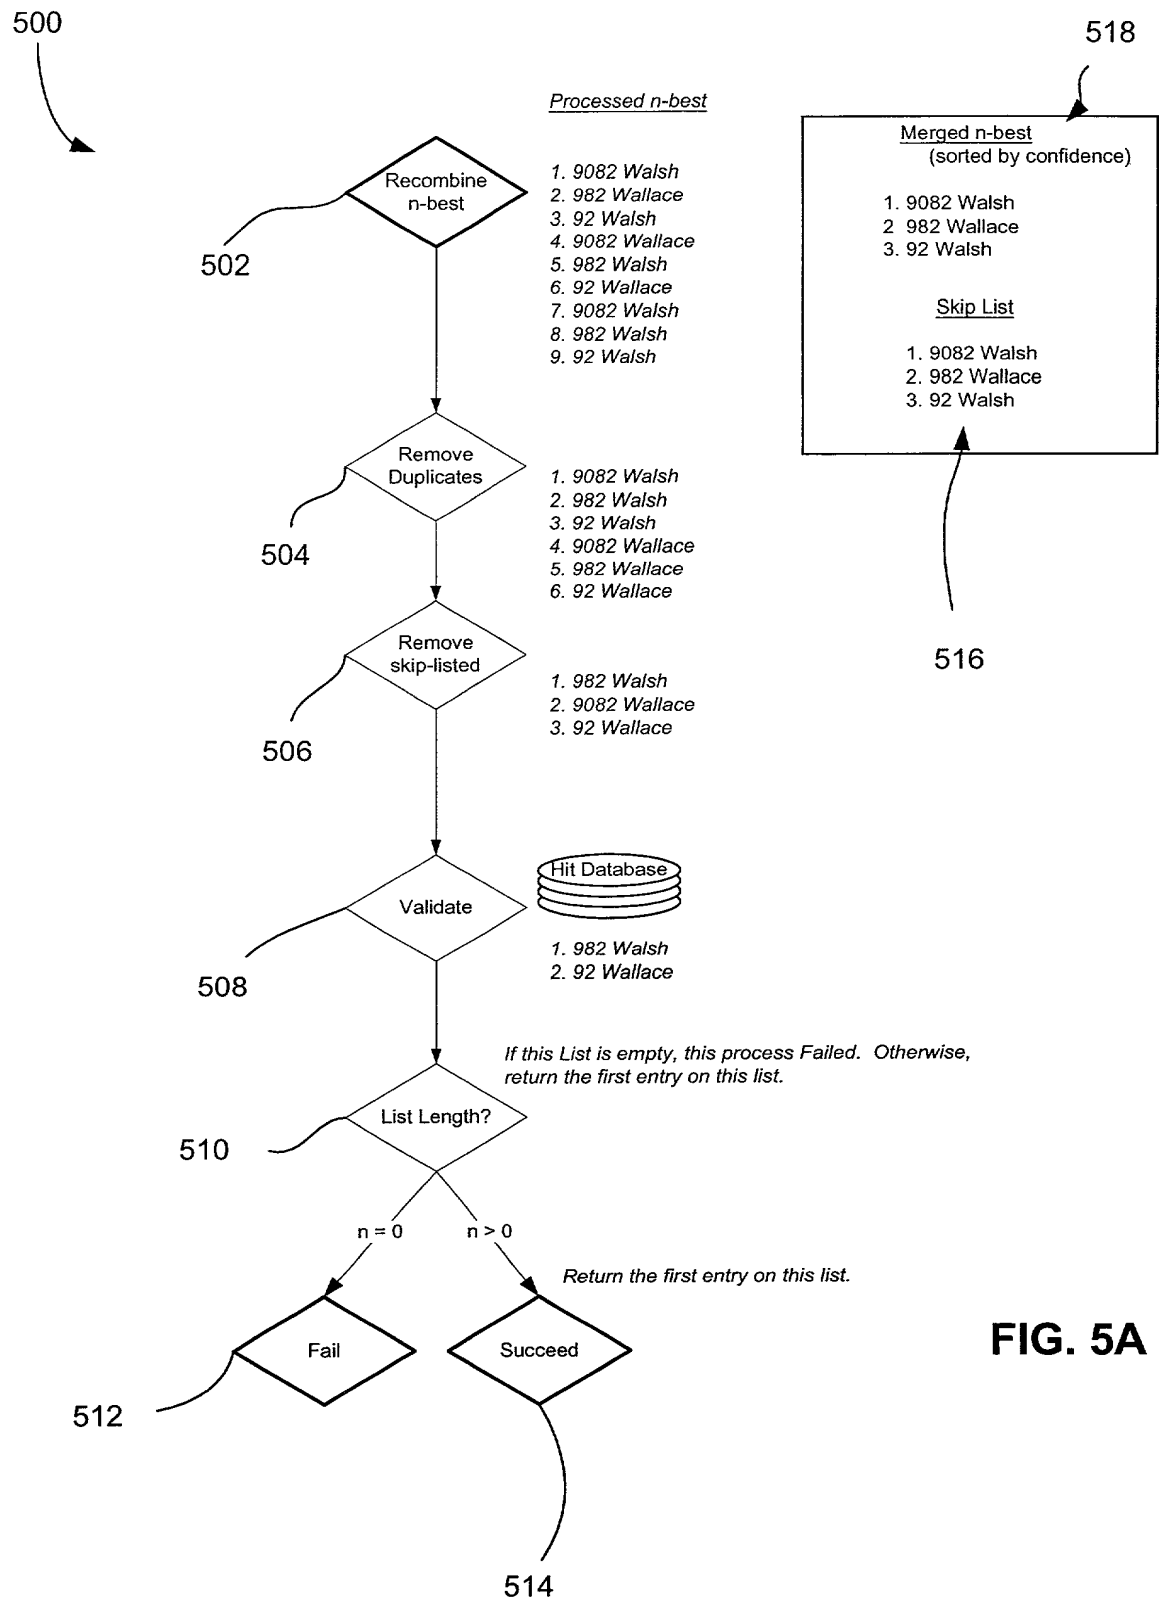 500
518
Processed n-best
Merged n-best
(sorted by confidence)
Recombine
n-best
1. 9082 Walsh
2. 982 Wallace
3. 92 Walsh
4. 9082 Wallace
5. 982 Walsh
6. 92 Wallace
7. 9082 Walsh
8. 982 Walsh
9. 92 Walsh
1. 9082 Walsh
2 982 Wallace
3. 92 Walsh
Skip List
1. 9082 Walsh
2. 982 Wallace
3. 92 Walsh
502
Remove
Duplicates
1. 9082 Walsh
2. 982 Walsh
3. 92 Walsh
4. 9082 Wallace
5. 982 Wallace
6. 92 Wallace
504
516
Remove
skip-listed
1. 982 Walsh
2. 9082 Wallace
3. 92 Wallace
506
Hit Database
Validate
1. 982 Walsh
2. 92 Wallace
508
If this List is empty, this process Failed. Otherwise,
return the first entry on this list.
List Length?
510
n = 0
n > 0
Return the first entry on this list.
Fail
Succeed
FIG. 5A
512
514